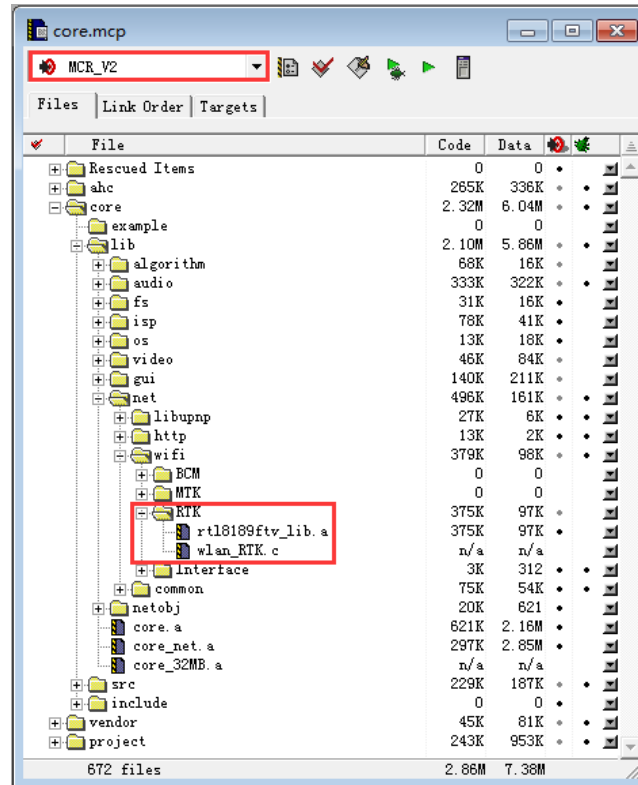 core.mcp
MCR_V2
Files Link Order Targets
File Code Data
Rescued Items 0 0
ahc 265K 336K
core 2.32M 6.04M
example 0 0
lib 2.10M 5.86M
algorithm 68K 16K
audio 333K 322K
fs 31K 16K
isp 78K 41K
os 13K 18K
video 46K 84K
gui 140K 211K
net 496K 161K
libupnp 27K 6K
http 13K 2K
wifi 379K 98K
BCM 0 0
MTK 0 0
RTK 375K 97K
rtl8189ftv_lib.a 375K 97K
wlan_RTK.c n/a n/a
Interface 3K 312
common 75K 54K
netobj 20K 621
core.a 621K 2.16M
core_net.a 297K 2.85M
core_32MB.a n/a n/a
src 229K 187K
include 0 0
vendor 45K 81K
project 243K 953K
672 files 2.86M 7.38M